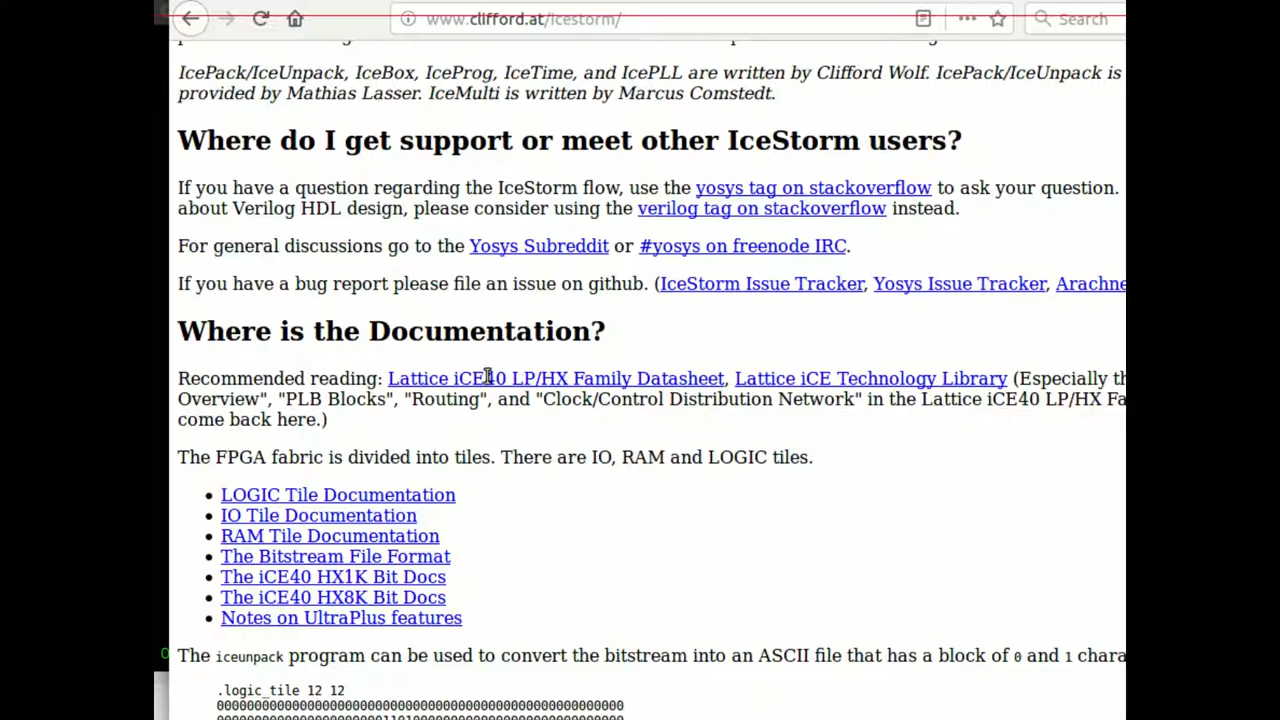 www.clifford.at/icestorm/
Search
IcePack/IceUnpack, IceBox, IceProg, IceTime, and IcePLL are written by Clifford Wolf. IcePack/IceUnpack is
provided by Mathias Lasser. IceMulti is written by Marcus Comstedt.
Where do I get support or meet other IceStorm users?
If you have a question regarding the IceStorm flow, use the yosys tag on stackoverflow to ask your question.
about Verilog HDL design, please consider using the verilog tag on stackoverflow instead.
For general discussions go to the Yosys Subreddit or #yosys on freenode IRC.
If you have a bug report please file an issue on github. (IceStorm Issue Tracker, Yosys Issue Tracker, Arachne
Where is the Documentation?
Recommended reading: Lattice iCE40 LP/HX Family Datasheet, Lattice iCE Technology Library (Especially th
Overview", "PLB Blocks", "Routing", and "Clock/Control Distribution Network" in the Lattice iCE40 LP/HX Fa
come back here.)
The FPGA fabric is divided into tiles. There are IO, RAM and LOGIC tiles.
• LOGIC Tile Documentation
• IO Tile Documentation
• RAM Tile Documentation
• The Bitstream File Format
• The iCE40 HX1K Bit Docs
• The iCE40 HX8K Bit Docs
• Notes on UltraPlus features
The iceunpack program can be used to convert the bitstream into an ASCII file that has a block of 0 and 1 chara
.logic_tile 12 12
000000000000000000000000000000000000000000000000000000